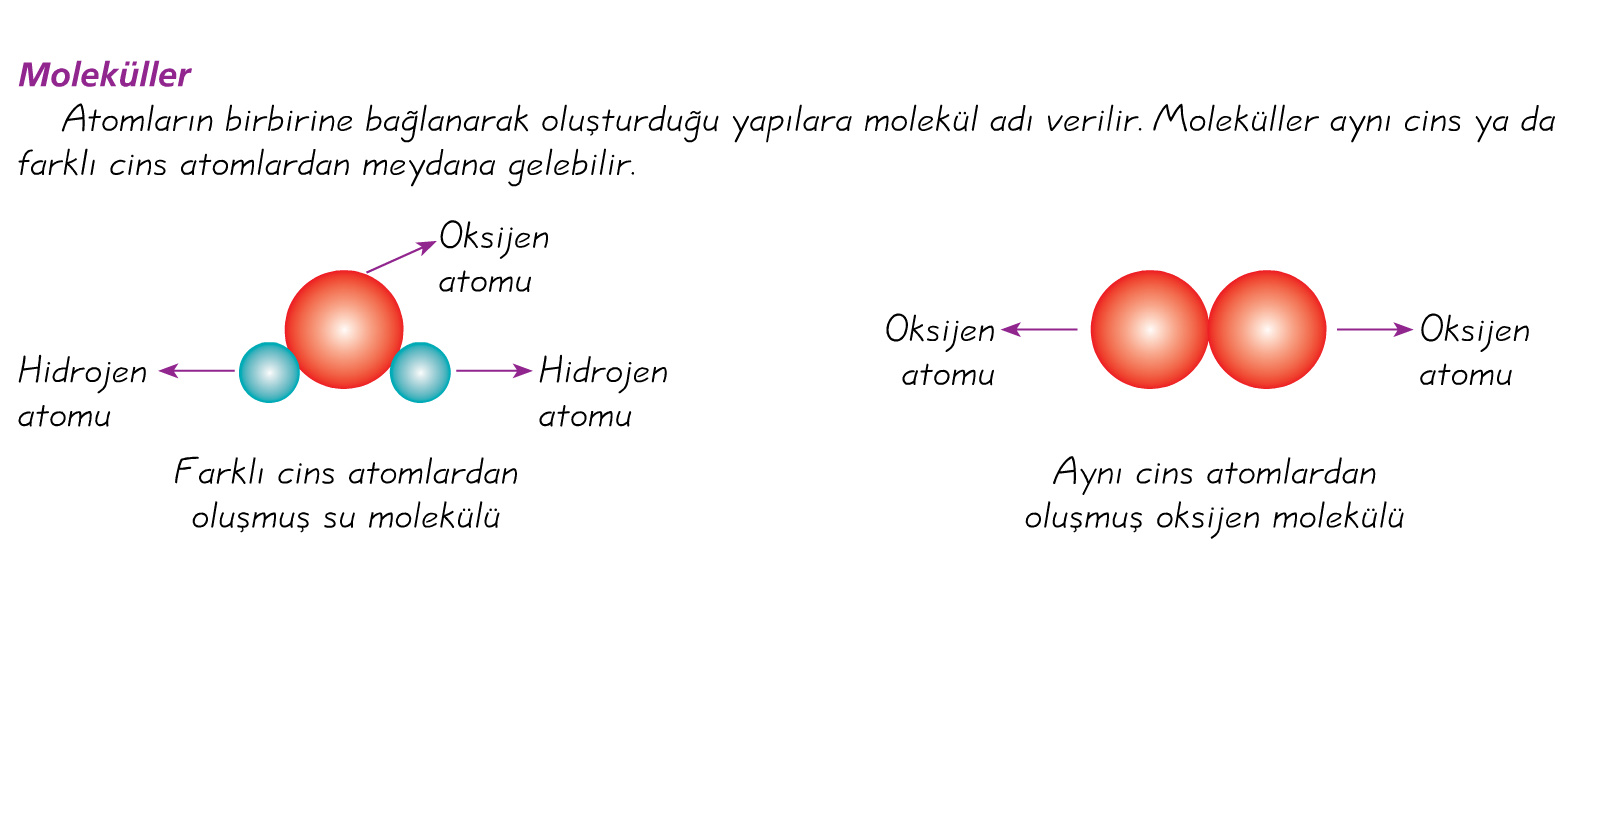 Moleküller
Atomların birbirine bağlanarak oluşturduğu yapılara molekül adı verilir. Moleküller aynı cins ya da
farklı cins atomlardan meydana gelebilir.
Oksijen
atomu
Hidrojen
atomu
Hidrojen
atomu
Farklı cins atomlardan
oluşmuş su molekülü
Oksijen
atomu
Oksijen
atomu
Aynı cins atomlardan
oluşmuş oksijen molekülü